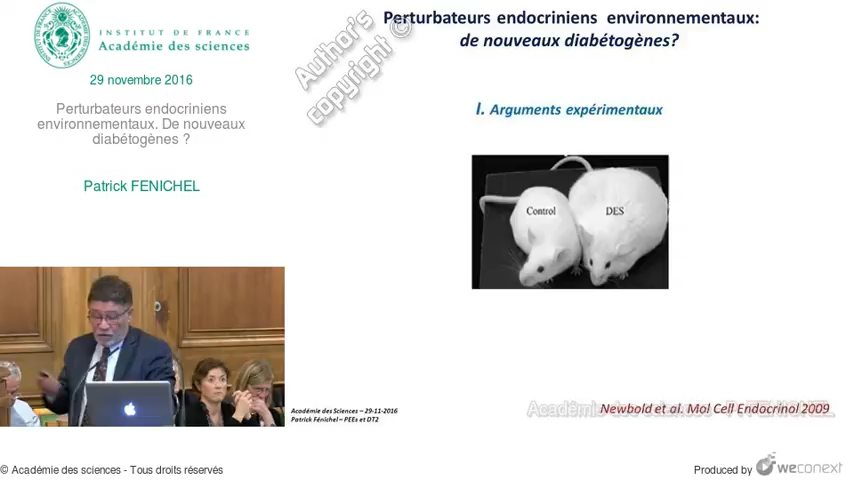 INSTITUT DE FRANCE
Académie des sciences
29 novembre 2016
Perturbateurs endocriniens
environnementaux. De nouveaux
diabétogènes ?
Patrick FENICHEL
Perturbateurs endocriniens environnementaux:
de nouveaux diabétogènes?
Author's
copyright ©
I. Arguments expérimentaux
Control
DES
Académie des Sciences – 29-11-2016
Patrick Fénichel – PEEs et DT2
Newbold et al. Mol Cell Endocrinol 2009
© Académie des sciences - Tous droits réservés
Produced by weconext